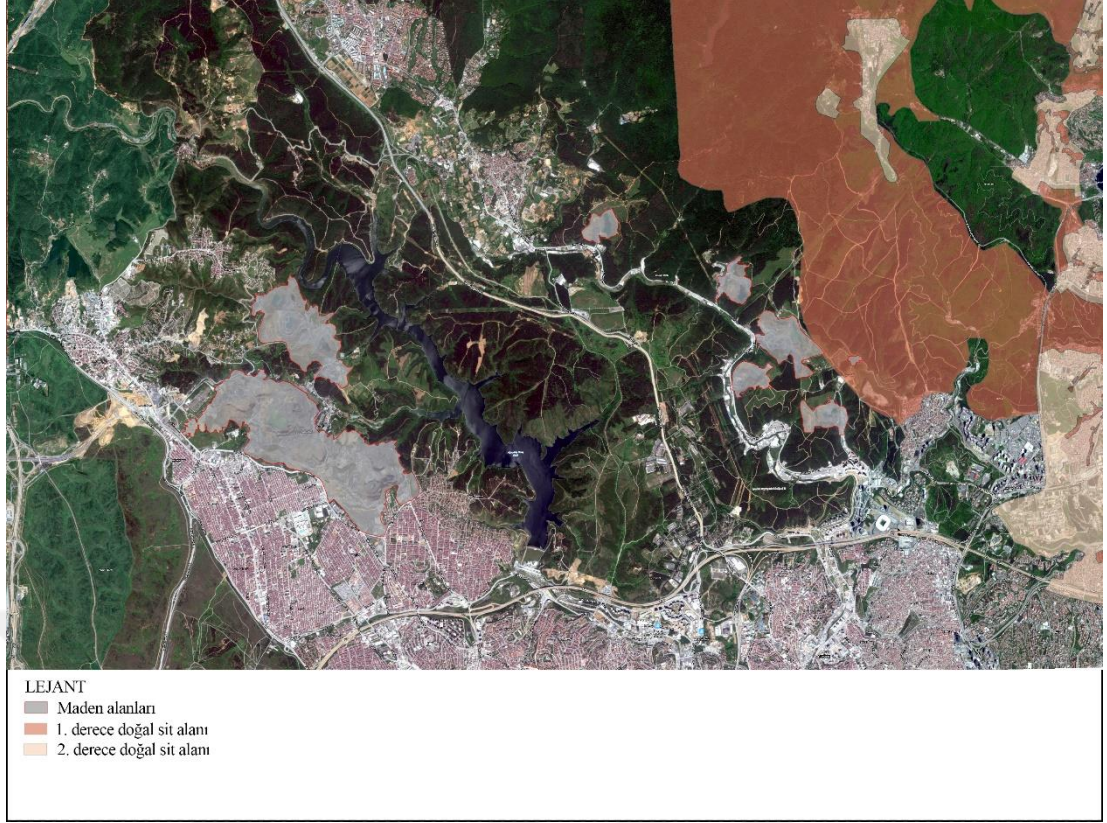 LEJANT
Maden alanları
1. derece doğal sit alanı
2. derece doğal sit alanı